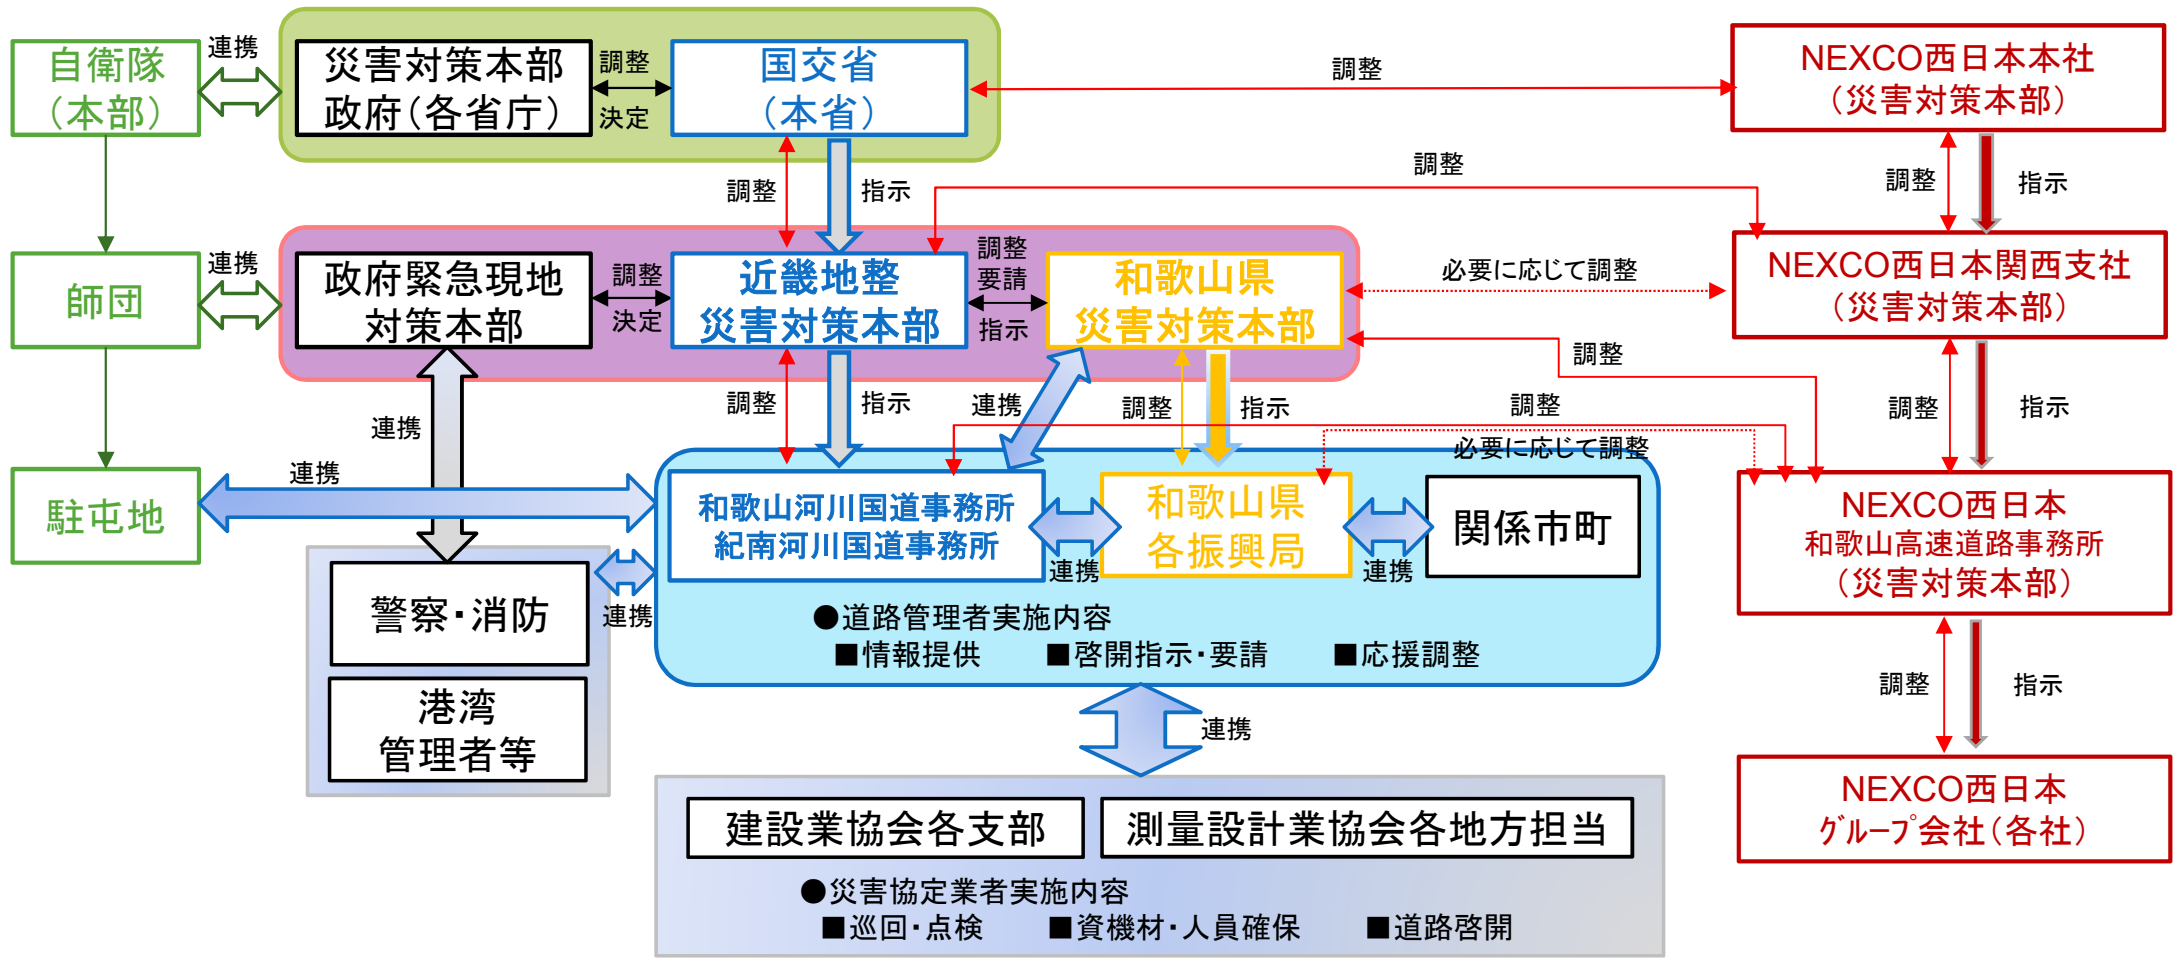 自衛隊
（本部）
連携
災害対策本部
政府（各省庁）
調整
決定
国交省
（本省）
調整
NEXCO西日本本社
（災害対策本部）
調整
指示
調整
調整
指示
師団
連携
政府緊急現地
対策本部
調整
決定
近畿地整
災害対策本部
調整
要請
指示
和歌山県
災害対策本部
必要に応じて調整
NEXCO西日本関西支社
（災害対策本部）
調整
連携
調整
指示
連携
調整
指示
調整
必要に応じて調整
調整
指示
駐屯地
連携
和歌山河川国道事務所
紀南河川国道事務所
連携
和歌山県
各振興局
連携
関係市町
NEXCO西日本
和歌山高速道路事務所
（災害対策本部）
警察・消防
連携
●道路管理者実施内容
■情報提供
■啓開指示・要請
■応援調整
港湾
管理者等
連携
調整
指示
NEXCO西日本
ｸﾞﾙｰﾌﾟ会社（各社）
建設業協会各支部
測量設計業協会各地方担当
●災害協定業者実施内容
■巡回・点検
■資機材・人員確保
■道路啓開